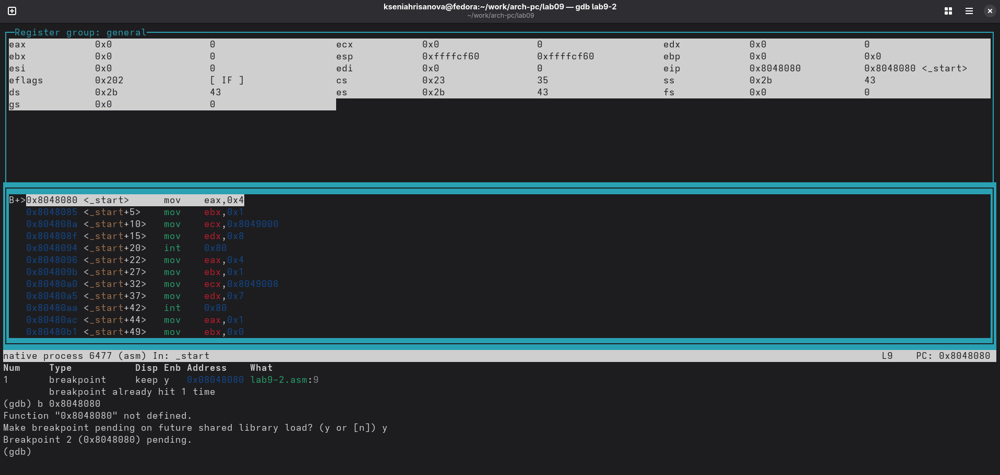 kseniahrisanova@fedora:~/work/arch-pc/lab09 — gdb lab9-2
~/work/arch-pc/lab09
Register group: general
eax 0x0 0 ecx 0x0 0 edx 0x0 0
ebx 0x0 0 esp 0xffffcf60 0xffffcf60 ebp 0x0 0x0
esi 0x0 0 edi 0x0 0 eip 0x8048080 0x8048080 <_start>
eflags 0x202 [ IF ] cs 0x23 35 ss 0x2b 43
ds 0x2b 43 es 0x2b 43 fs 0x0 0
gs 0x0 0
B+>0x8048080 <_start> mov eax,0x4
0x8048085 <_start+5> mov ebx,0x1
0x804808a <_start+10> mov ecx,0x8049000
0x804808f <_start+15> mov edx,0x8
0x8048094 <_start+20> int 0x80
0x8048096 <_start+22> mov eax,0x4
0x804809b <_start+27> mov ebx,0x1
0x80480a0 <_start+32> mov ecx,0x8049008
0x80480a5 <_start+37> mov edx,0x7
0x80480aa <_start+42> int 0x80
0x80480ac <_start+44> mov eax,0x1
0x80480b1 <_start+49> mov ebx,0x0
native process 6477 (asm) In: _start L9 PC: 0x8048080
Num Type Disp Enb Address What
1 breakpoint keep y 0x08048080 lab9-2.asm:9
breakpoint already hit 1 time
(gdb) b 0x8048080
Function "0x8048080" not defined.
Make breakpoint pending on future shared library load? (y or [n]) y
Breakpoint 2 (0x8048080) pending.
(gdb)